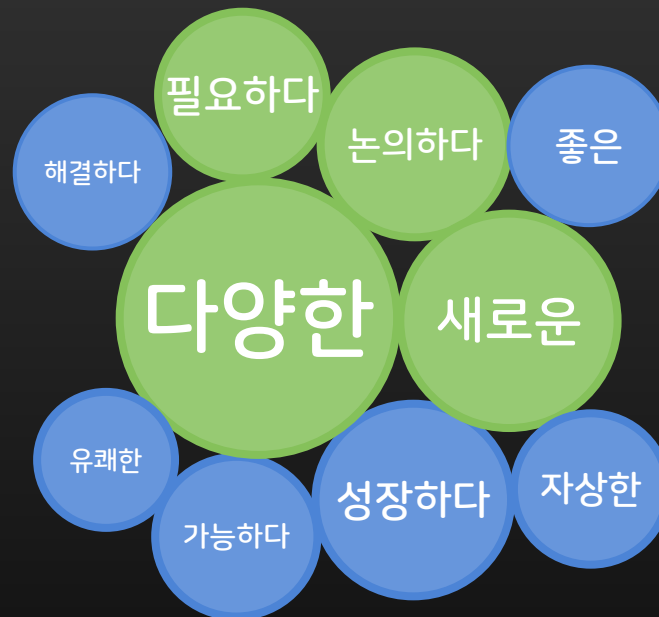 필요하다
논의하다
좋은
해결하다
다양한
새로운
유쾌한
가능하다
성장하다
자상한